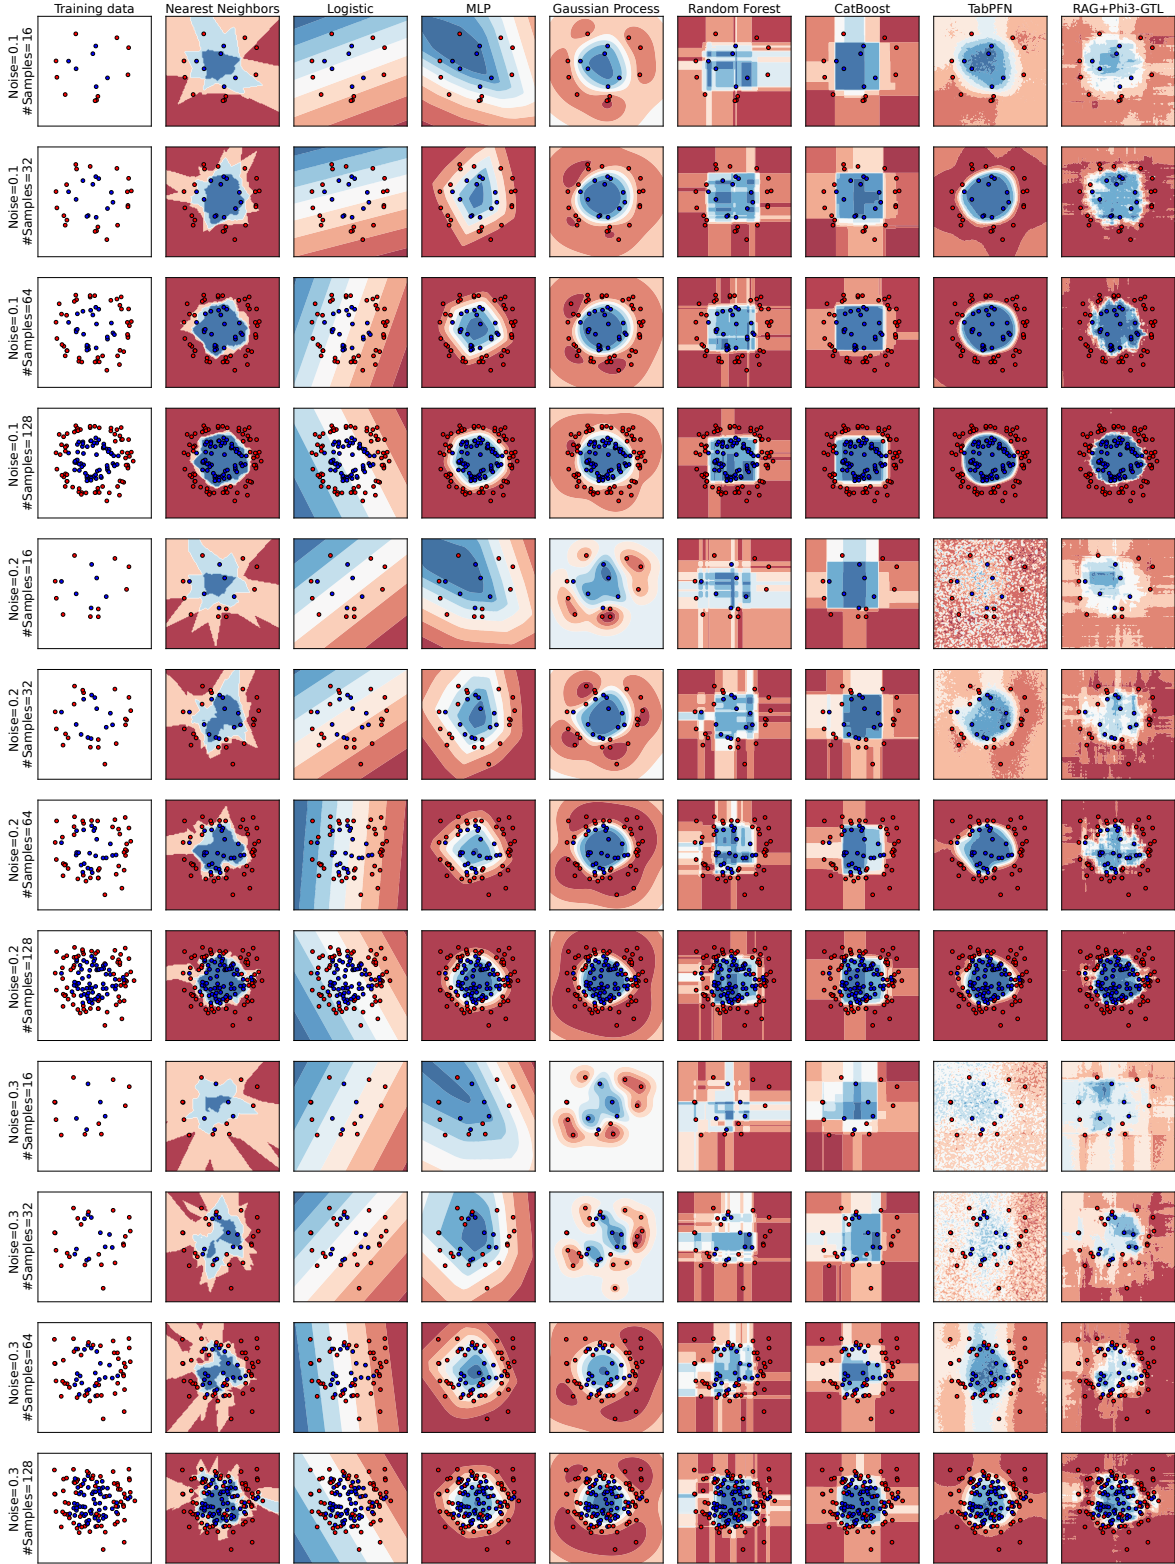 Training data
Nearest Neighbors
Logistic
MLP
Gaussian Process
Random Forest
CatBoost
TabPFN
RAG+Phi3-GTL
Noise=0.1
#Samples=16
Noise=0.1
#Samples=32
Noise=0.1
#Samples=64
Noise=0.1
#Samples=128
Noise=0.2
#Samples=16
Noise=0.2
#Samples=32
Noise=0.2
#Samples=64
Noise=0.2
#Samples=128
Noise=0.3
#Samples=16
Noise=0.3
#Samples=32
Noise=0.3
#Samples=64
Noise=0.3
#Samples=128